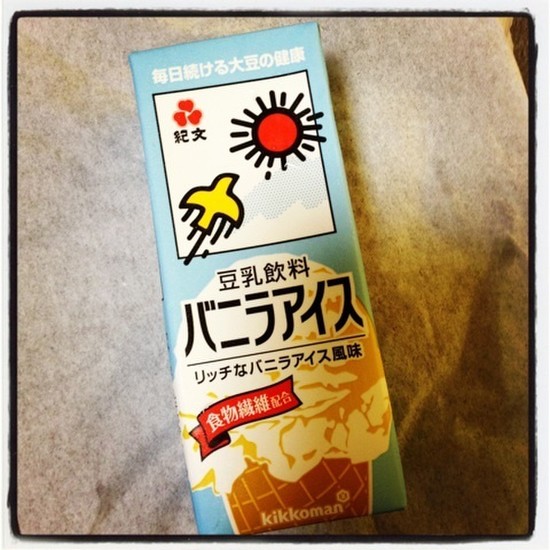 毎日続ける大豆の健康
紀文
豆乳飲料
バニラアイス
リッチなバニラアイス風味
食物繊維配合
kikkoman